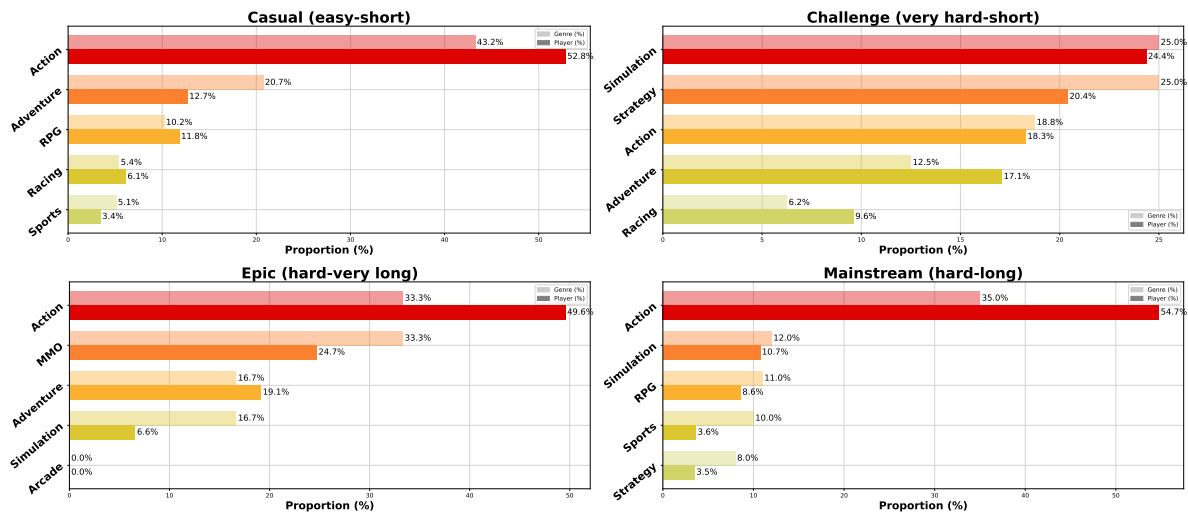 Casual (easy-short)
Genre (%)
Player (%)
Action
43.2%
52.8%
Adventure
20.7%
12.7%
RPG
10.2%
11.8%
Racing
5.4%
6.1%
Sports
5.1%
3.4%
0 10 20 30 40 50
Proportion (%)
Challenge (very hard-short)
Simulation
25.0%
24.4%
Strategy
25.0%
20.4%
Action
18.8%
18.3%
Adventure
12.5%
17.1%
Racing
6.2%
9.6%
Genre (%)
Player (%)
0 5 10 15 20 25
Proportion (%)
Epic (hard-very long)
Genre (%)
Player (%)
Action
33.3%
49.6%
MMO
33.3%
24.7%
Adventure
16.7%
19.1%
Simulation
16.7%
6.6%
Arcade
0.0%
0.0%
0 10 20 30 40 50
Proportion (%)
Mainstream (hard-long)
Genre (%)
Player (%)
Action
35.0%
54.7%
Simulation
12.0%
10.7%
RPG
11.0%
8.6%
Sports
10.0%
3.6%
Strategy
8.0%
3.5%
0 10 20 30 40 50
Proportion (%)